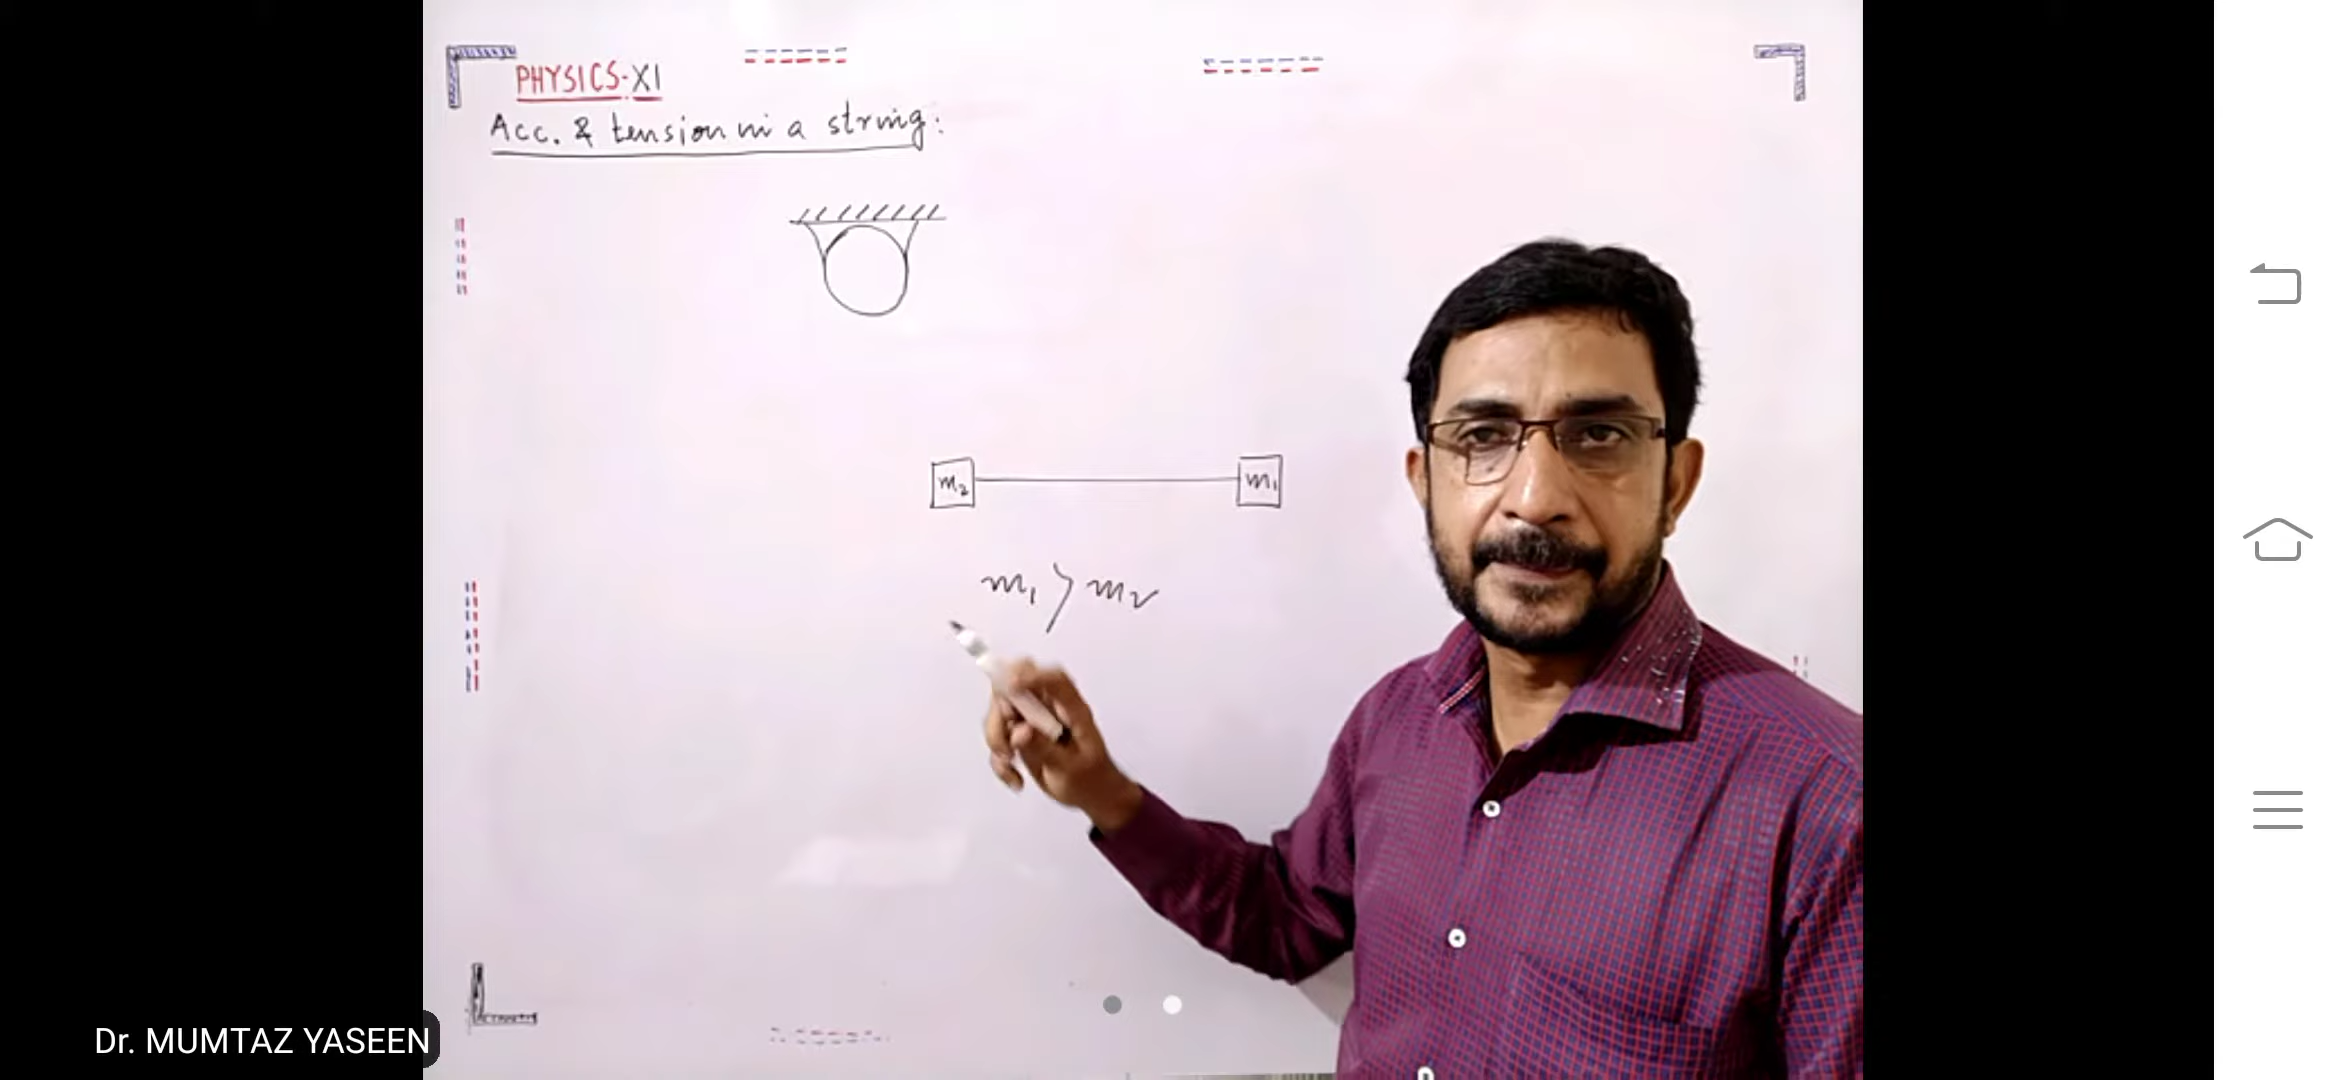 PHYSICS-XI
Acc. & tension in a string:
m₂ m₁
m₁ > m₂
Dr. MUMTAZ YASEEN